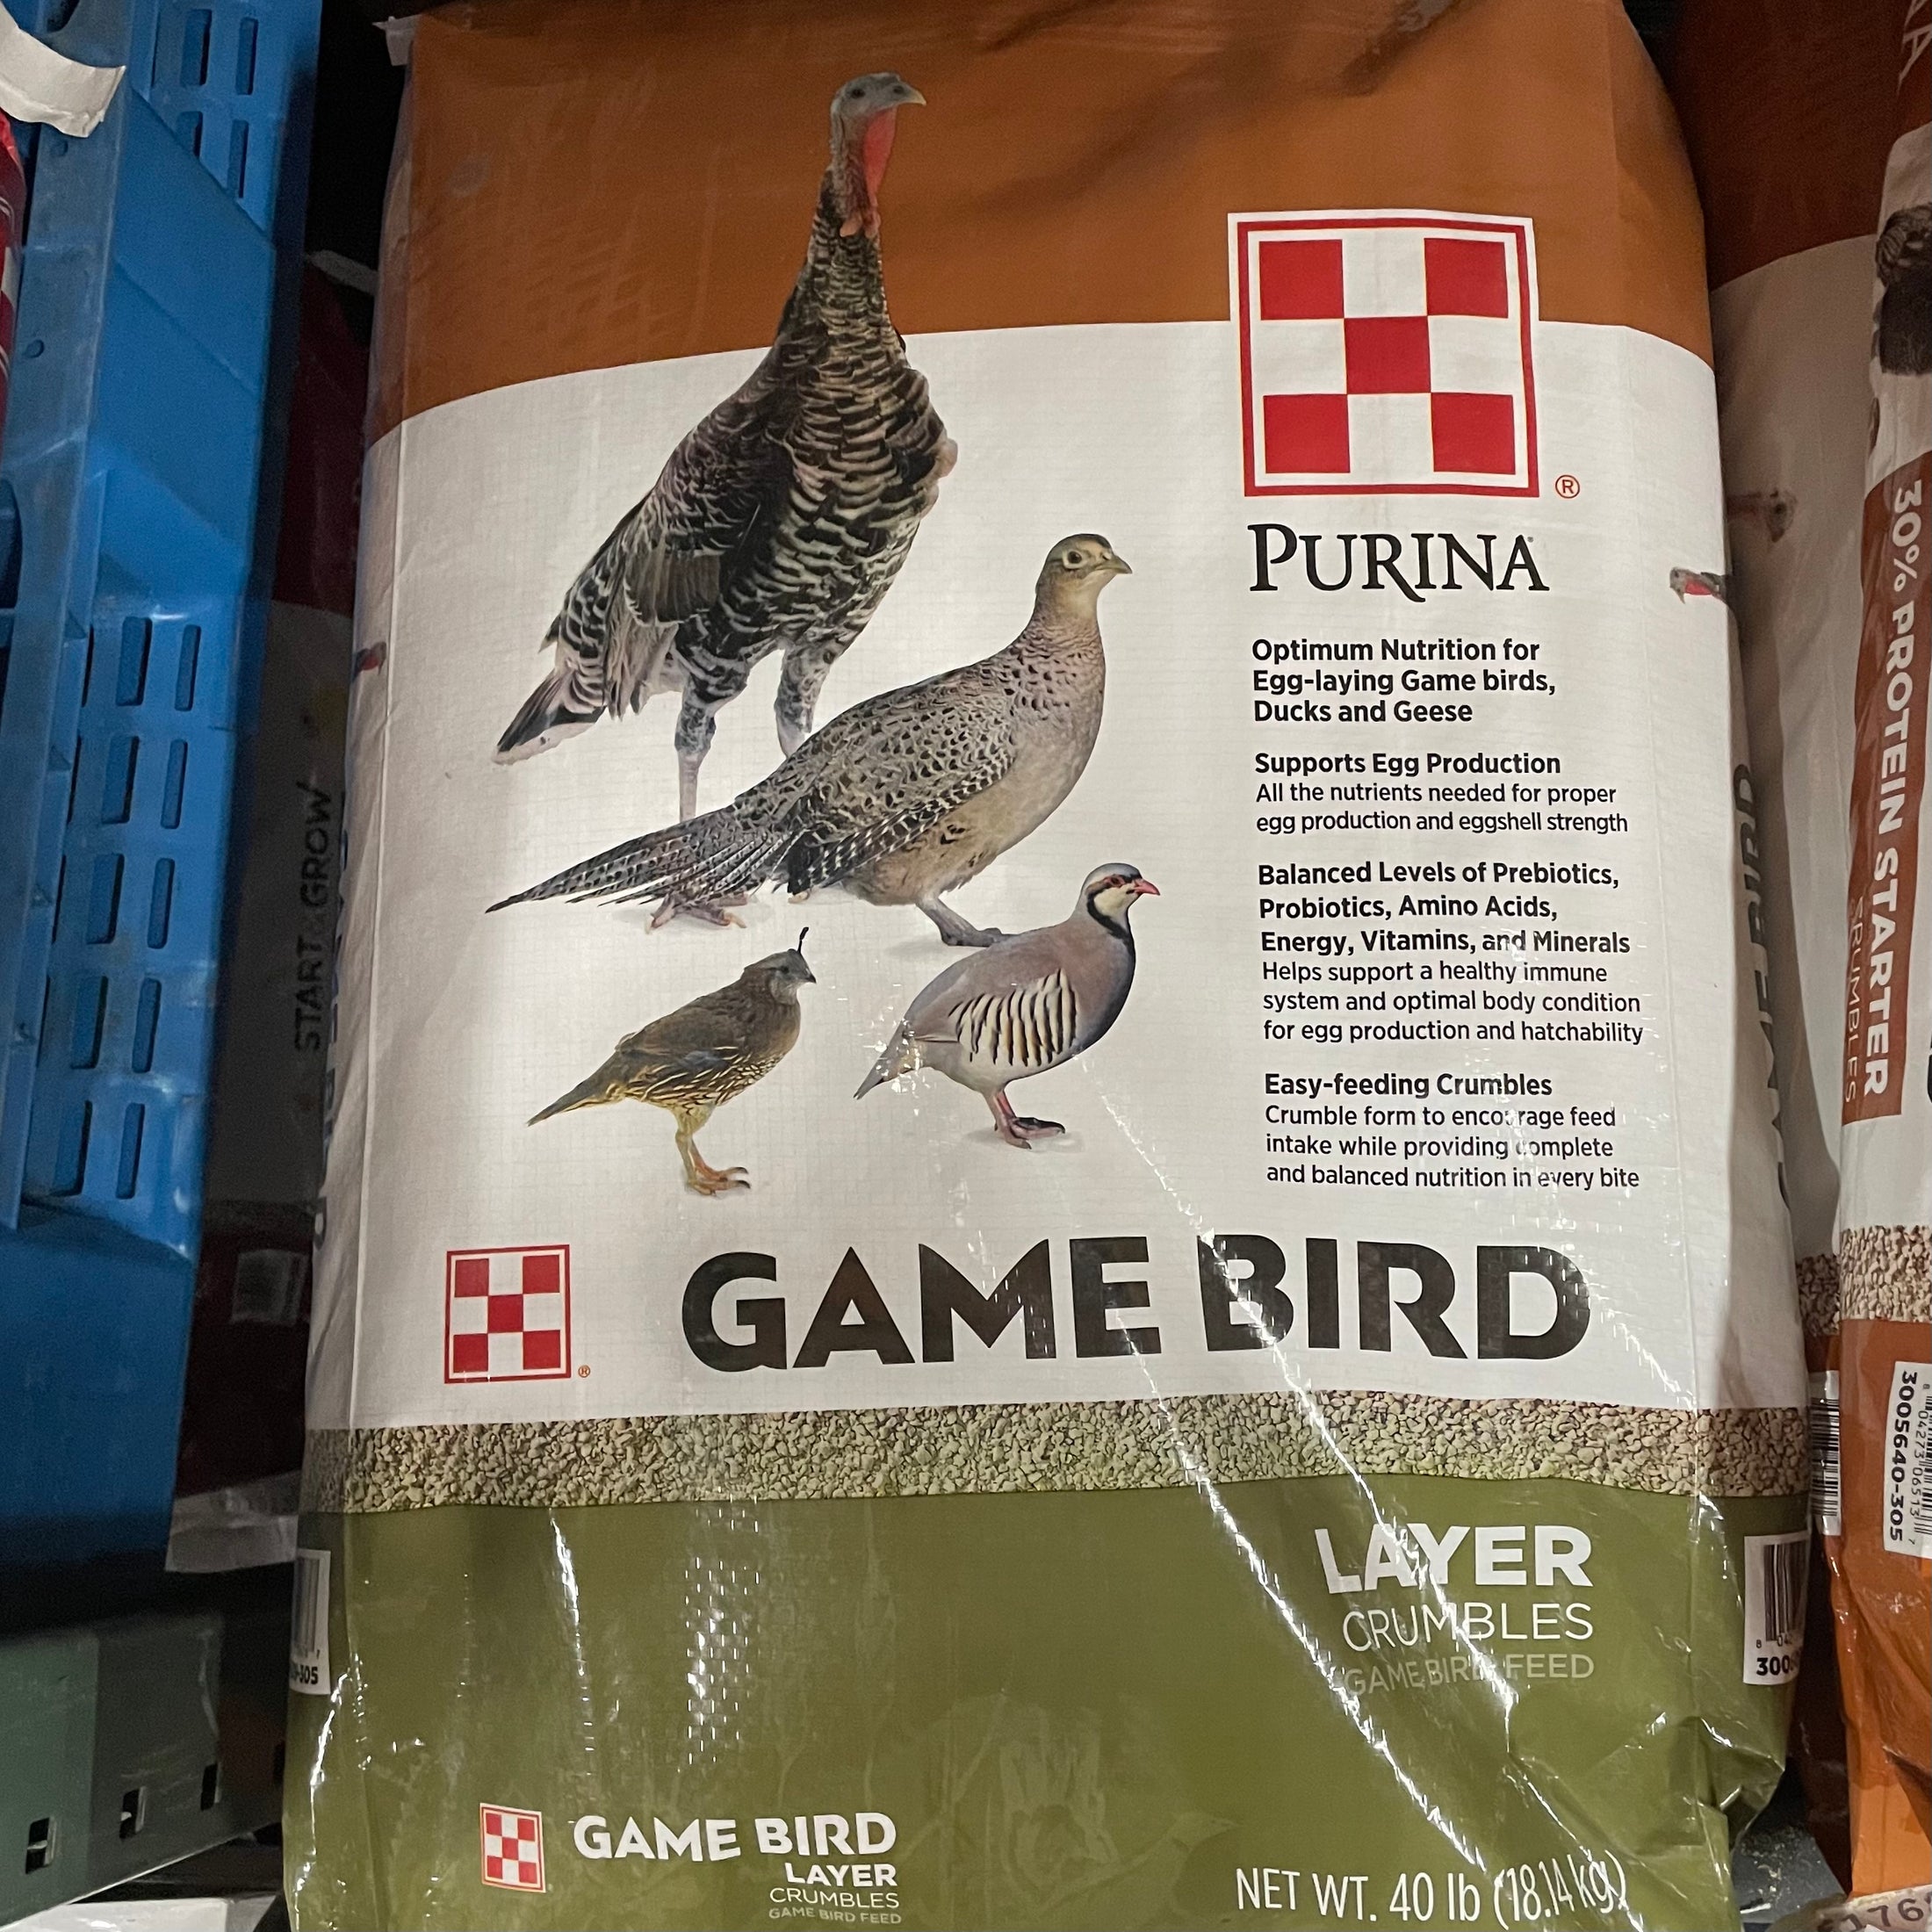 PURINA
Optimum Nutrition for
Egg-laying Game birds,
Ducks and Geese
Supports Egg Production
All the nutrients needed for proper
egg production and eggshell strength
Balanced Levels of Prebiotics,
Probiotics, Amino Acids,
Energy, Vitamins, and Minerals
Helps support a healthy immune
system and optimal body condition
for egg production and hatchability
Easy-feeding Crumbles
Crumble form to encourage feed
intake while providing complete
and balanced nutrition in every bite
GAME BIRD
LAYER
CRUMBLES
GAME BIRD FEED
GAME BIRD
LAYER
CRUMBLES
GAME BIRD FEED
NET WT. 40 lb (18.14 kg)
START GROW
30% PROTEIN STARTER
CRUMBLES
3005640-305